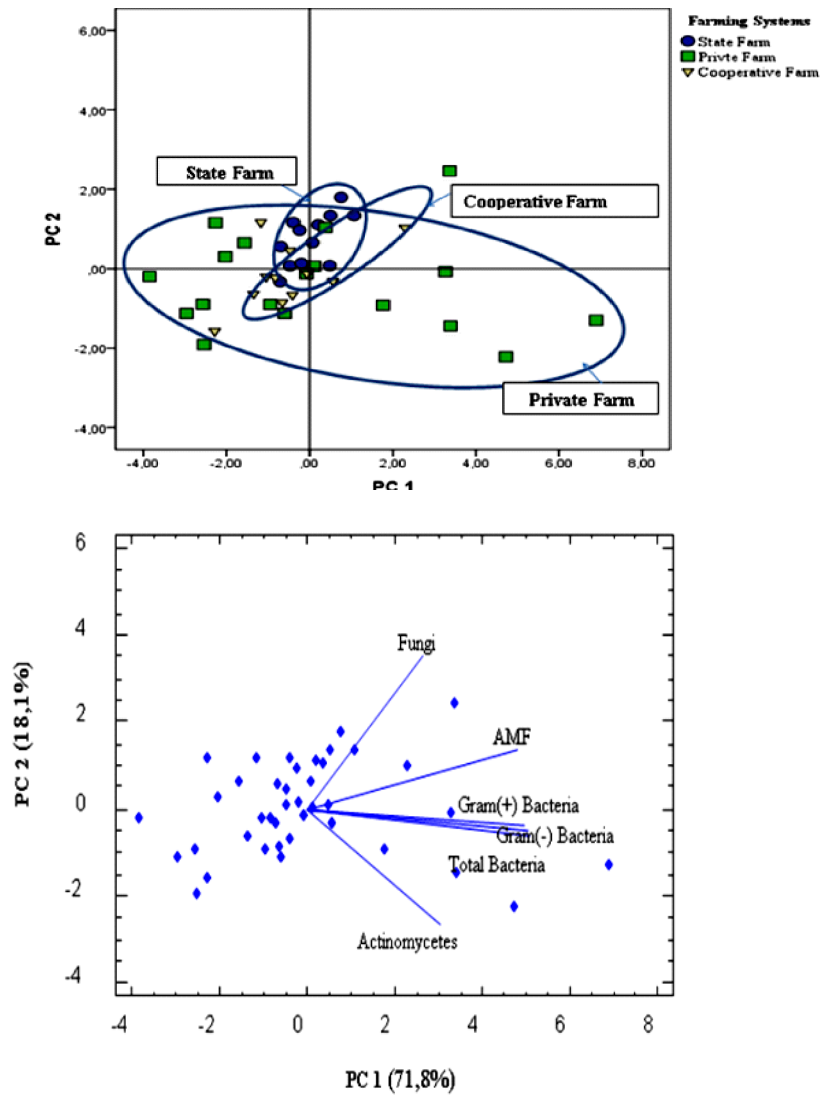 6,00
4,00
2,00
,00
-2,00
-4,00
PC 2
Farming Systems
State Farm
Privte Farm
Cooperative Farm
State Farm
Cooperative Farm
Private Farm
-4,00 -2,00 ,00 2,00 4,00 6,00 8,00
PC 1
6
4
2
0
-2
-4
PC 2 (18,1%)
Fungi
AMF
Gram(+) Bacteria
Gram(-) Bacteria
Total Bacteria
Actinomycetes
-4 -2 0 2 4 6 8
PC 1 (71,8%)